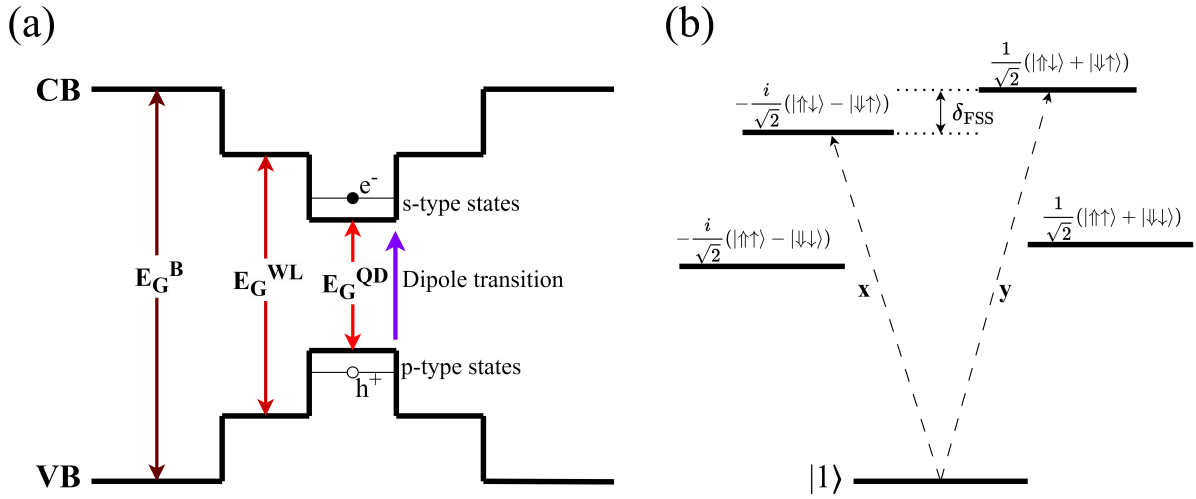 (a)
CB
e-
s-type states
E_G^B
E_G^WL
E_G^QD
Dipole transition
p-type states
h+
VB
(b)
1/√2(|⇑↓⟩ + |⇓↑⟩)
-i/√2(|⇑↓⟩ − |⇓↑⟩)
δFSS
1/√2(|⇑↑⟩ + |⇓↓⟩)
-i/√2(|⇑↑⟩ − |⇓↓⟩)
x
y
|1⟩